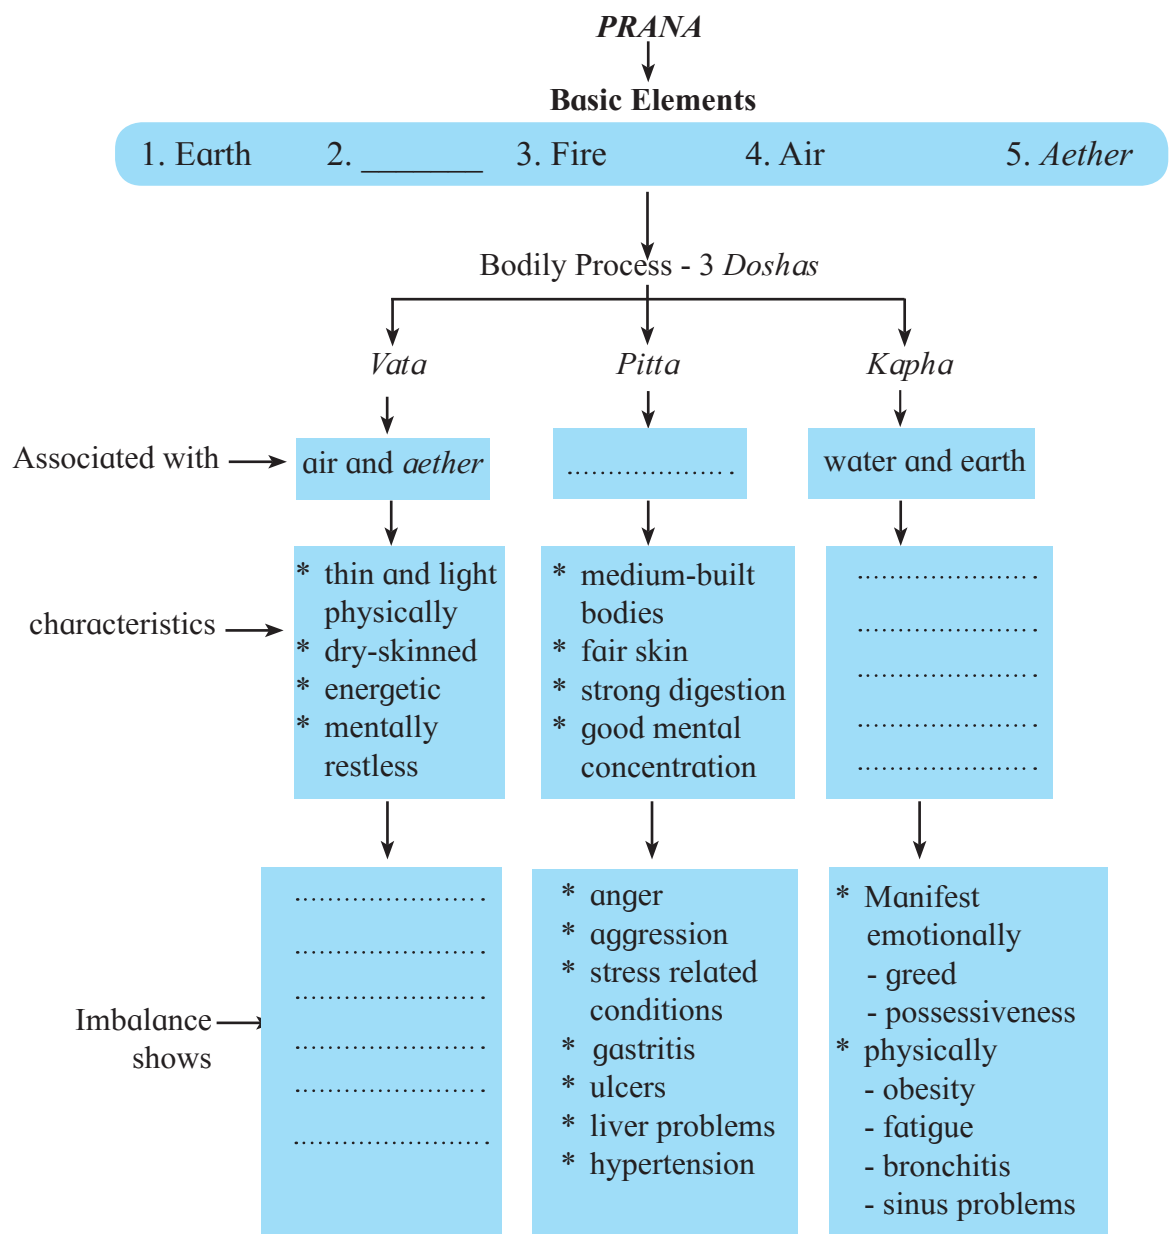 PRANA
Basic Elements
1. Earth 2. _______ 3. Fire 4. Air 5. Aether
Bodily Process - 3 Doshas
Vata Pitta Kapha
Associated with
air and aether
....................
water and earth
characteristics
* thin and light
physically
* dry-skinned
* energetic
* mentally
restless
* medium-built
bodies
* fair skin
* strong digestion
* good mental
concentration
.....................
.....................
.....................
.....................
.....................
Imbalance
shows
.......................
.......................
.......................
.......................
.......................
.......................
* anger
* aggression
* stress related
conditions
* gastritis
* ulcers
* liver problems
* hypertension
* Manifest
emotionally
- greed
- possessiveness
* physically
- obesity
- fatigue
- bronchitis
- sinus problems